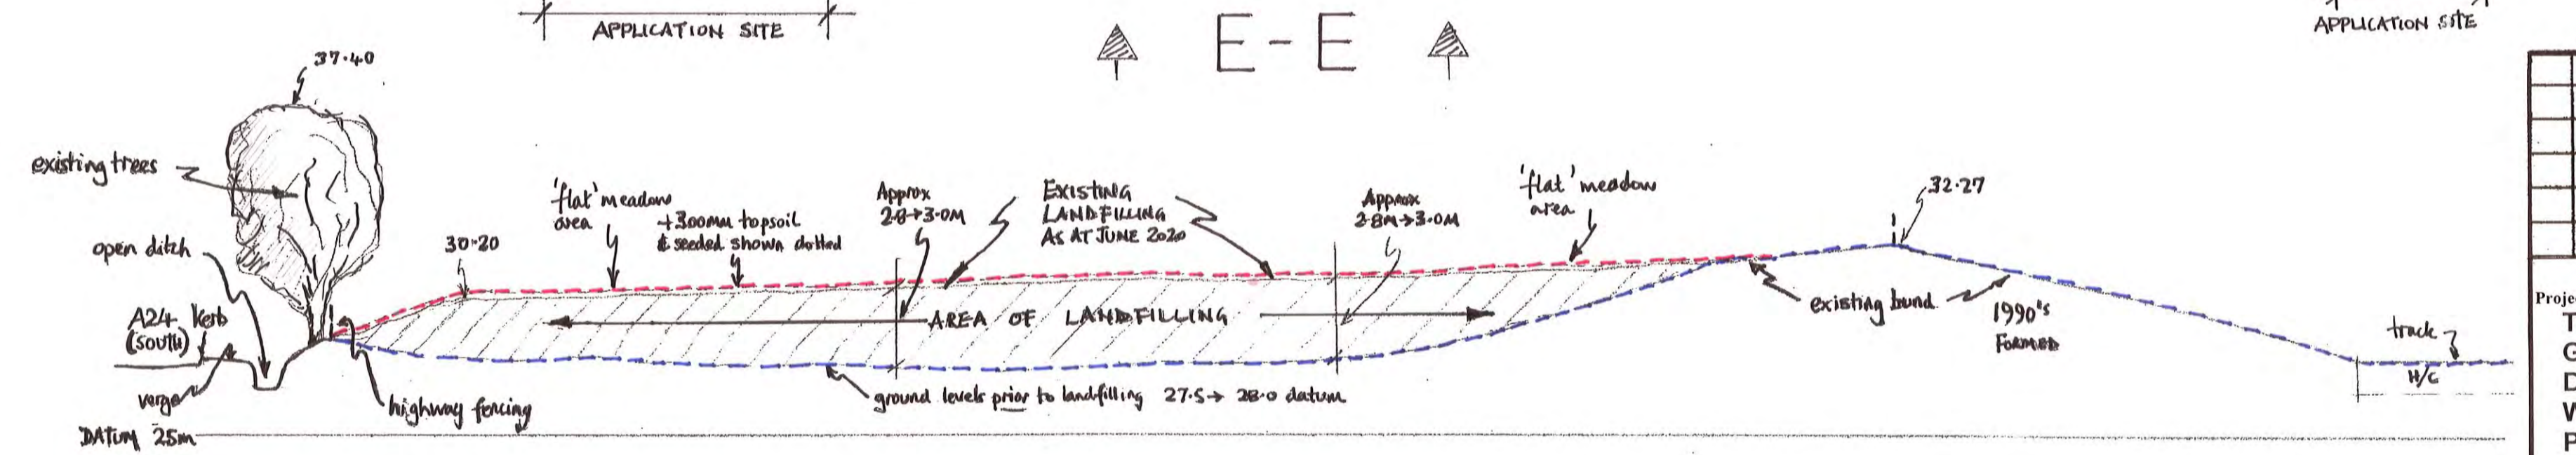 APPLICATION SITE
E-E
APPLICATION SITE
37.40
existing trees
open ditch
A24 Kerb
(South)
verge
highway fencing
DATUM 25m
30.20
'flat' meadow
area
+300mm topsoil
& seeded shown dotted
Approx
2.8→3.0M
EXISTING
LANDFILLING
AS AT JUNE 2020
Approx
2.8M→3.0M
'flat' meadow
area
32.27
AREA OF LANDFILLING
ground levels prior to landfilling 27.5→28.0 datum
existing bund
1990's
FORMED
track
H/C
Proje
T
G
D
W
P